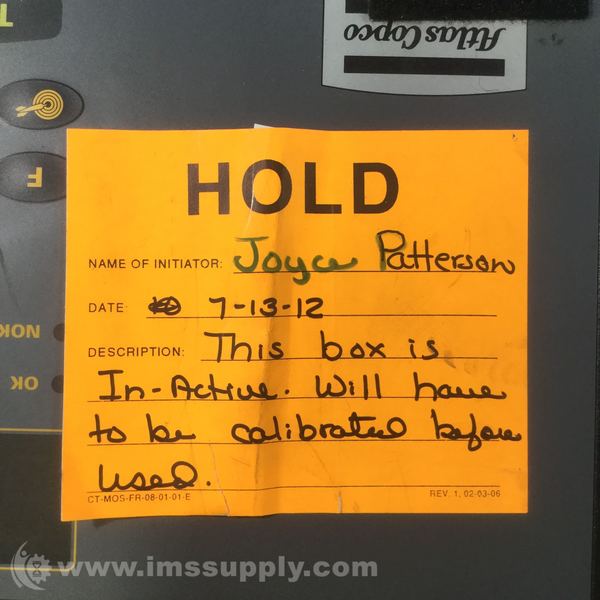 T
Atlas Copco
F
HOLD
NAME OF INITIATOR: Joyce Patterson
DATE: 7-13-12
DESCRIPTION: This box is
In-Active. Will have
to be calibrated before
used.
CT-MOS-FR-08-01-01-E REV. 1, 02-03-06
NOK
OK
www.imssupply.com